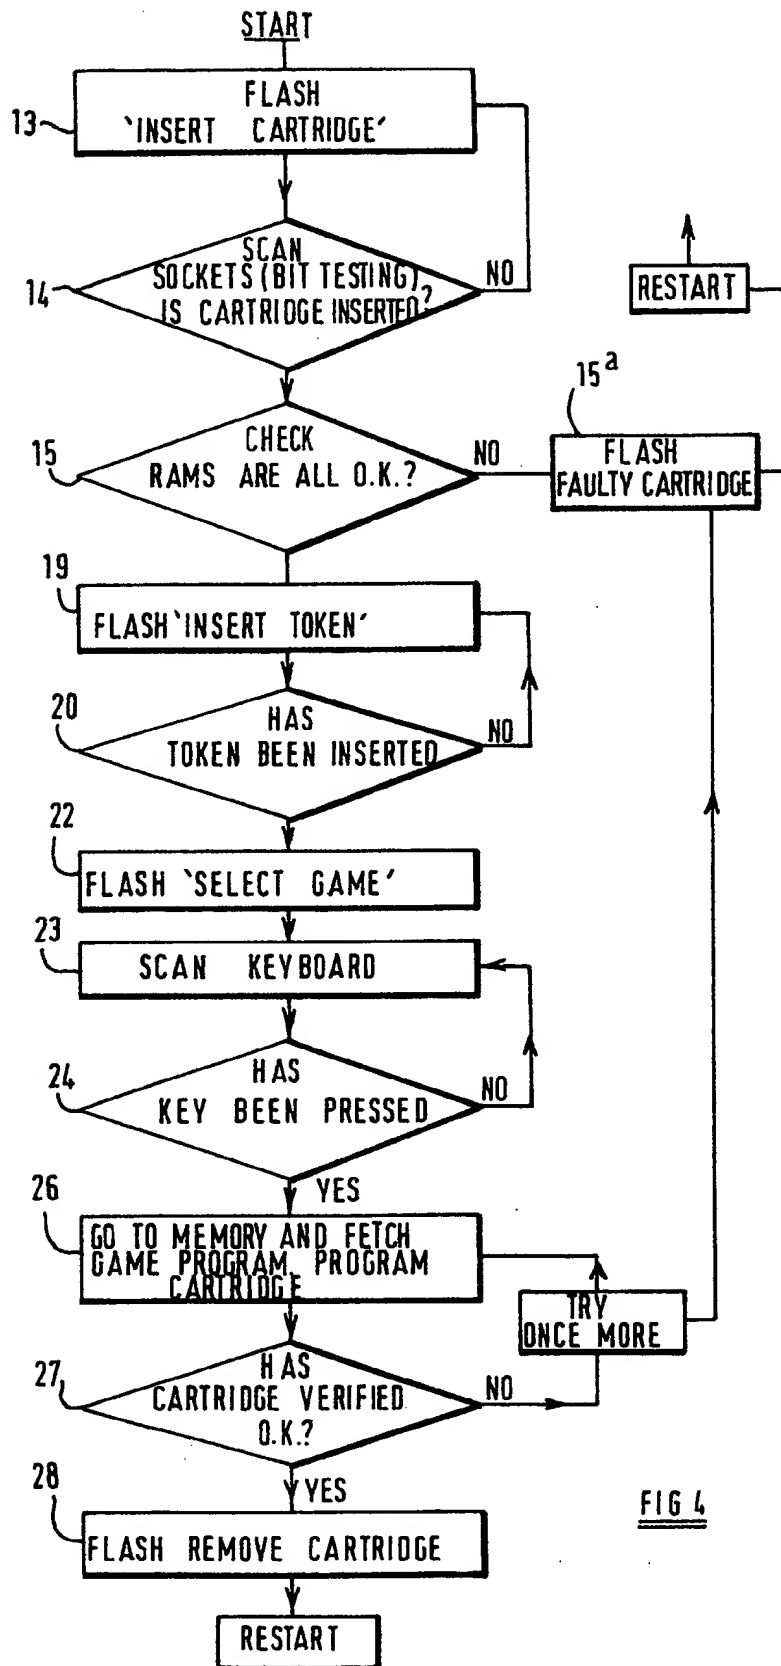 START
13
FLASH
`INSERT CARTRIDGE´
14
SCAN
SOCKETS (BIT TESTING)
IS CARTRIDGE INSERTED?
NO
RESTART
15
CHECK
RAMS ARE ALL O.K.?
NO
15a
FLASH
FAULTY CARTRIDGE
19
FLASH `INSERT TOKEN´
20
HAS
TOKEN BEEN INSERTED
NO
22
FLASH `SELECT GAME´
23
SCAN KEYBOARD
24
HAS
KEY BEEN PRESSED
NO
YES
26
GO TO MEMORY AND FETCH
GAME PROGRAM. PROGRAM
CARTRIDGE
TRY
ONCE MORE
27
HAS
CARTRIDGE VERIFIED
O.K.?
NO
YES
28
FLASH REMOVE CARTRIDGE
RESTART
FIG 4